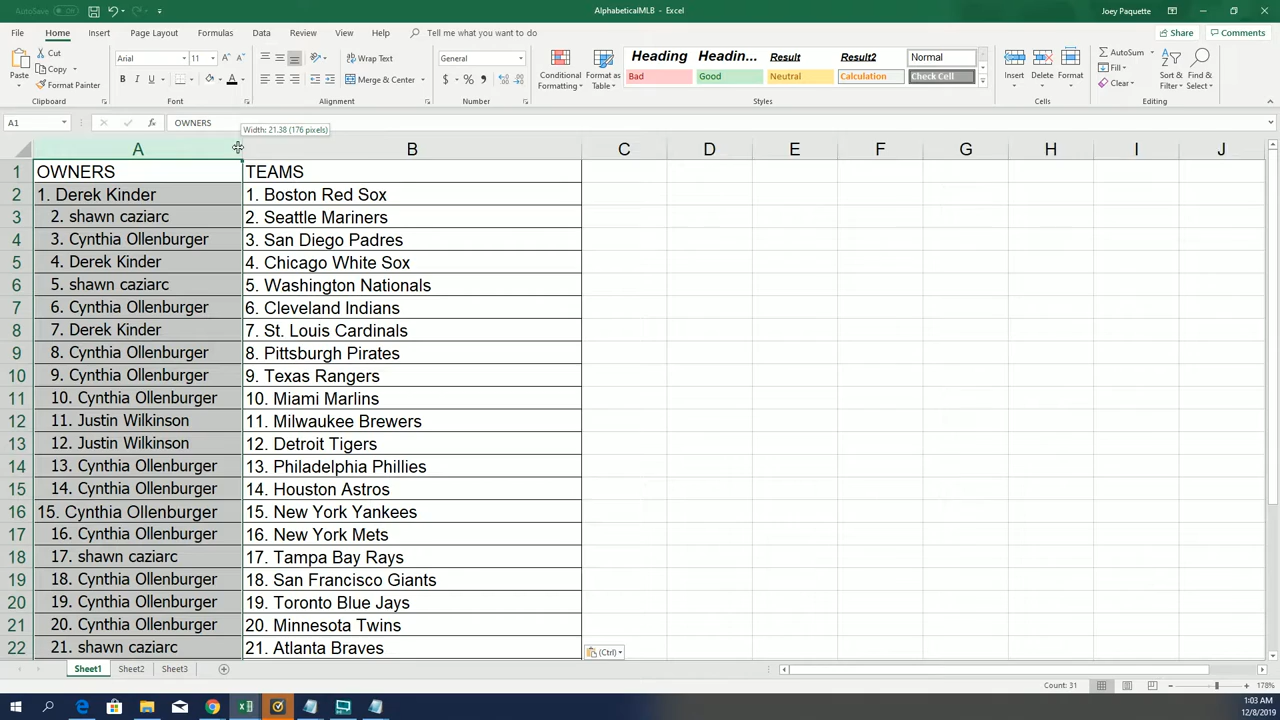 AutoSave Off
AlphabeticalMLB - Excel
Joey Paquette
File Home Insert Page Layout Formulas Data Review View Help Tell me what you want to do Share Comments
Paste Cut Copy Format Painter Clipboard
Arial 11 Font
Wrap Text Merge & Center Alignment
General Number
Conditional Formatting Format as Table
Heading Headin... Result Result2 Normal
Bad Good Neutral Calculation Check Cell
Styles
Insert Delete Format Cells
AutoSum Fill Clear Sort & Filter Find & Select Editing
A1 OWNERS
Width: 21.38 (176 pixels)
A B C D E F G H I J
1 OWNERS TEAMS
2 1. Derek Kinder 1. Boston Red Sox
3 2. shawn caziarc 2. Seattle Mariners
4 3. Cynthia Ollenburger 3. San Diego Padres
5 4. Derek Kinder 4. Chicago White Sox
6 5. shawn caziarc 5. Washington Nationals
7 6. Cynthia Ollenburger 6. Cleveland Indians
8 7. Derek Kinder 7. St. Louis Cardinals
9 8. Cynthia Ollenburger 8. Pittsburgh Pirates
10 9. Cynthia Ollenburger 9. Texas Rangers
11 10. Cynthia Ollenburger 10. Miami Marlins
12 11. Justin Wilkinson 11. Milwaukee Brewers
13 12. Justin Wilkinson 12. Detroit Tigers
14 13. Cynthia Ollenburger 13. Philadelphia Phillies
15 14. Cynthia Ollenburger 14. Houston Astros
16 15. Cynthia Ollenburger 15. New York Yankees
17 16. Cynthia Ollenburger 16. New York Mets
18 17. shawn caziarc 17. Tampa Bay Rays
19 18. Cynthia Ollenburger 18. San Francisco Giants
20 19. Cynthia Ollenburger 19. Toronto Blue Jays
21 20. Cynthia Ollenburger 20. Minnesota Twins
22 21. shawn caziarc 21. Atlanta Braves
(Ctrl)
Sheet1 Sheet2 Sheet3
Count: 31 178%
1:03 AM
12/8/2019